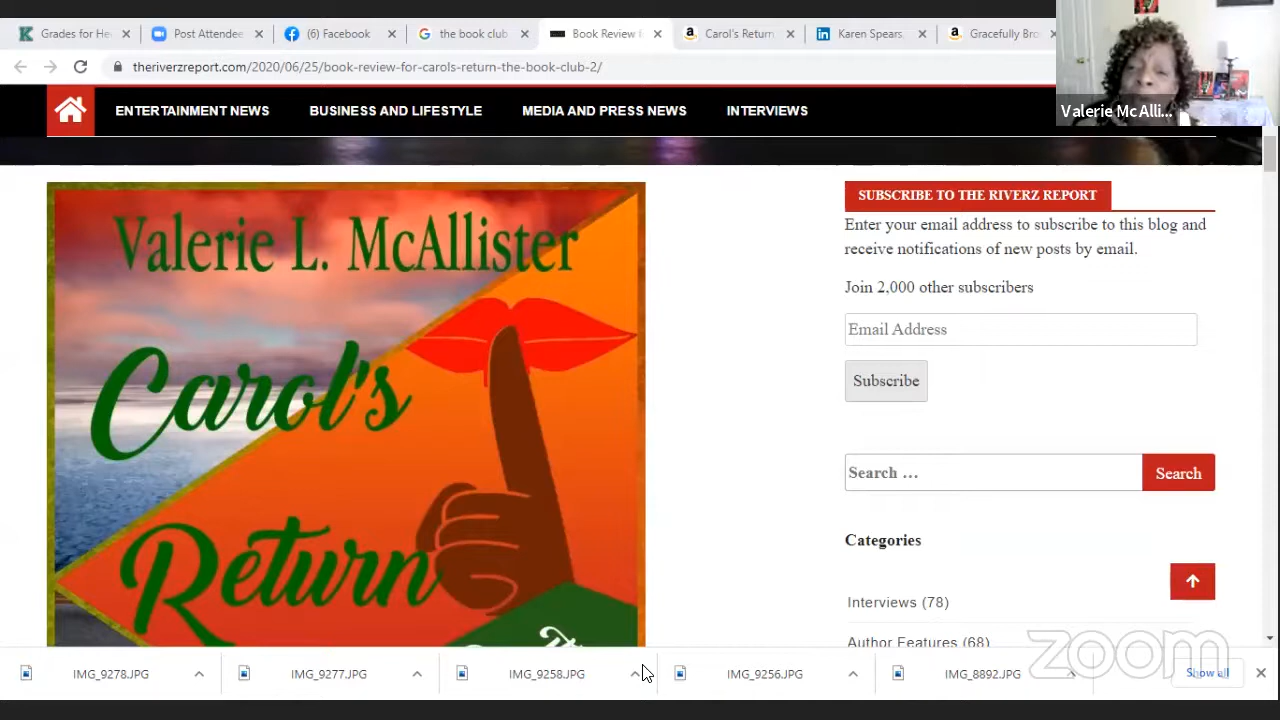 Grades for He
Post Attendee
(6) Facebook
the book club
Book Review
Carol's Return
Karen Spears
Gracefully Bro
theriverzreport.com/2020/06/25/book-review-for-carols-return-the-book-club-2/
Valerie McAlli...
ENTERTAINMENT NEWS
BUSINESS AND LIFESTYLE
MEDIA AND PRESS NEWS
INTERVIEWS
Valerie L. McAllister
Carol's
Return
SUBSCRIBE TO THE RIVERZ REPORT
Enter your email address to subscribe to this blog and
receive notifications of new posts by email.
Join 2,000 other subscribers
Email Address
Subscribe
Search ...
Search
Categories
Interviews (78)
Author Features (68)
zoom
IMG_9278.JPG
IMG_9277.JPG
IMG_9258.JPG
IMG_9256.JPG
IMG_8892.JPG
Show all